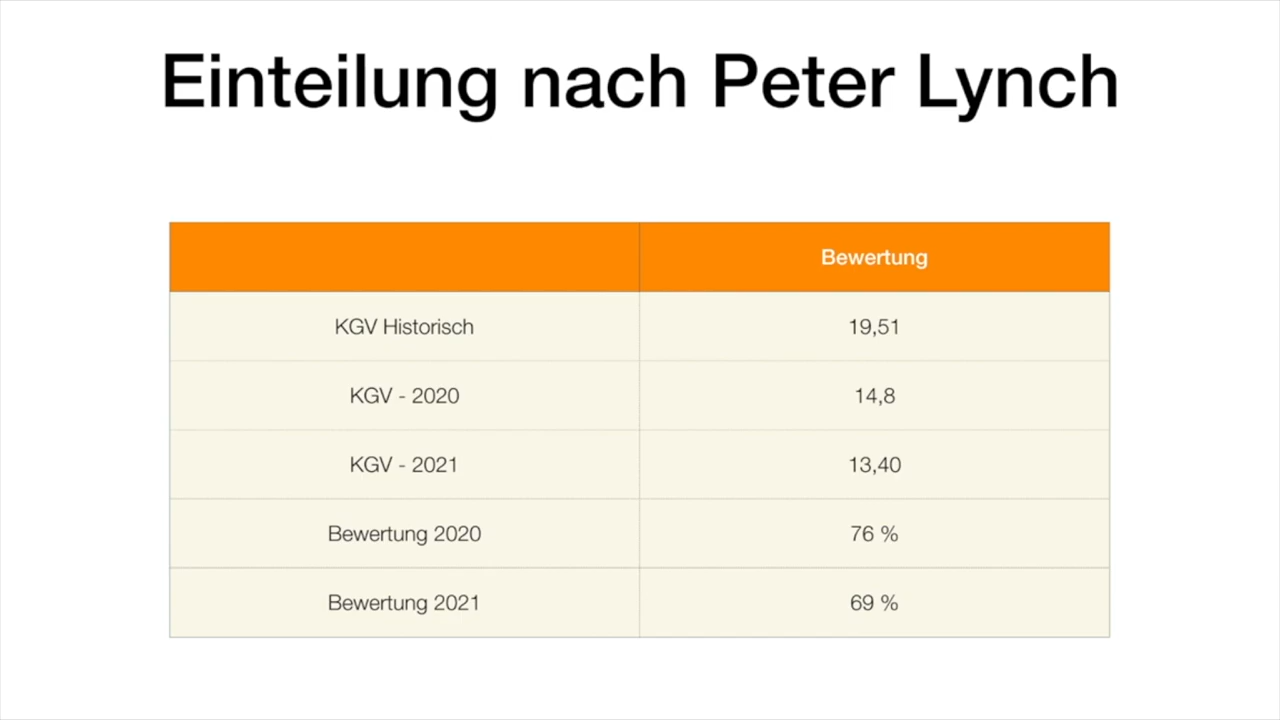 Einteilung nach Peter Lynch
Bewertung
KGV Historisch 19,51
KGV - 2020 14,8
KGV - 2021 13,40
Bewertung 2020 76 %
Bewertung 2021 69 %